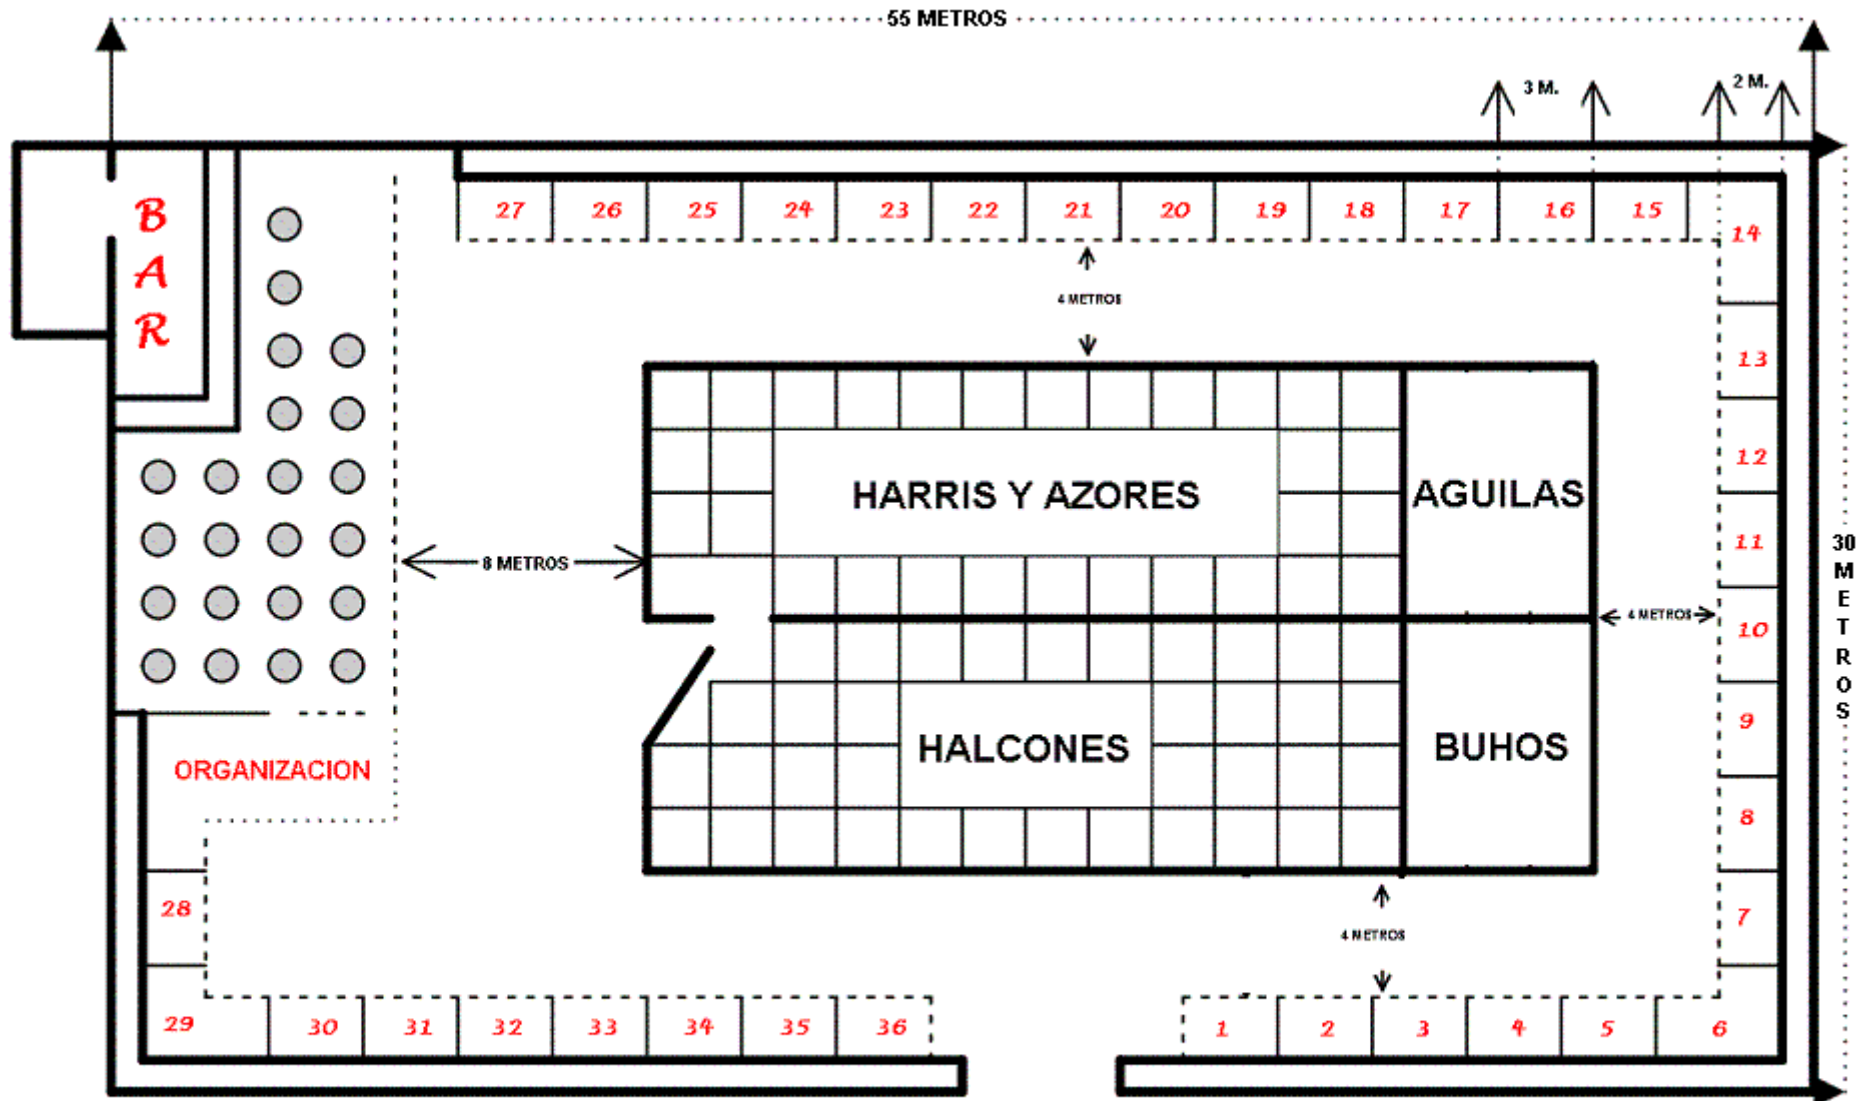 55 METROS
3 M.
2 M.
B
A
R
27 26 25 24 23 22 21 20 19 18 17 16 15
14
4 METROS
13
HARRIS Y AZORES
AGUILAS
12
11
8 METROS
4 METROS
10
30
M
E
T
R
O
S
9
HALCONES
BUHOS
ORGANIZACION
8
28
7
4 METROS
29 30 31 32 33 34 35 36
1 2 3 4 5 6